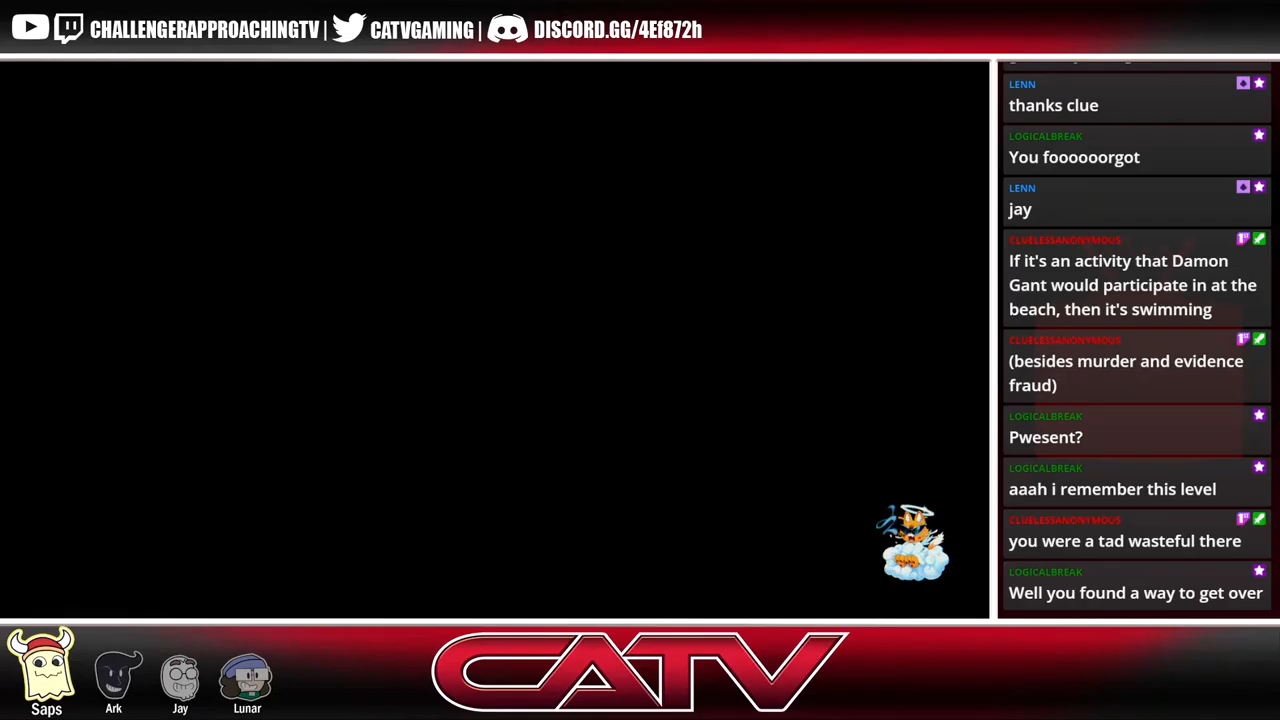 CHALLENGERAPPROACHINGTV | CATVGAMING | DISCORD.GG/4Ef872h
LENN
thanks clue
LOGICALBREAK
You foooooorgot
LENN
jay
CLUELESSANONYMOUS
If it's an activity that Damon
Gant would participate in at the
beach, then it's swimming
CLUELESSANONYMOUS
(besides murder and evidence
fraud)
LOGICALBREAK
Pwesent?
LOGICALBREAK
aaah i remember this level
CLUELESSANONYMOUS
you were a tad wasteful there
LOGICALBREAK
Well you found a way to get over
CATV
Saps
Ark
Jay
Lunar